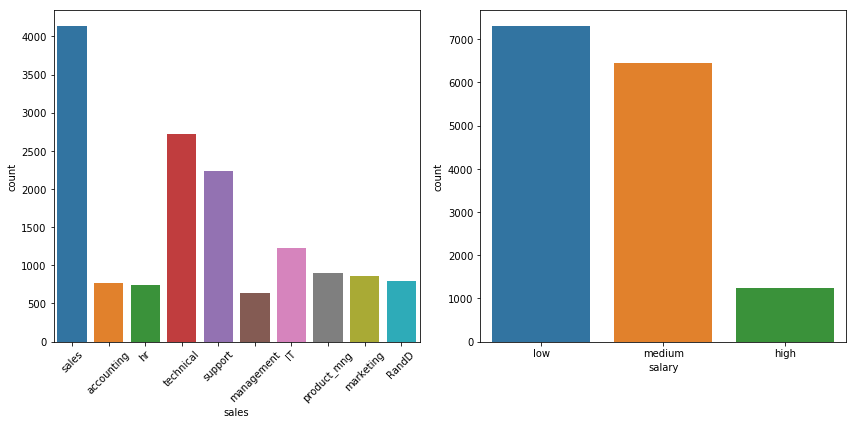 4000
3500
3000
2500
2000
1500
1000
500
0
count
sales
accounting
hr
technical
support
management
IT
product_mng
marketing
RandD
sales
7000
6000
5000
4000
3000
2000
1000
0
count
low medium high
salary